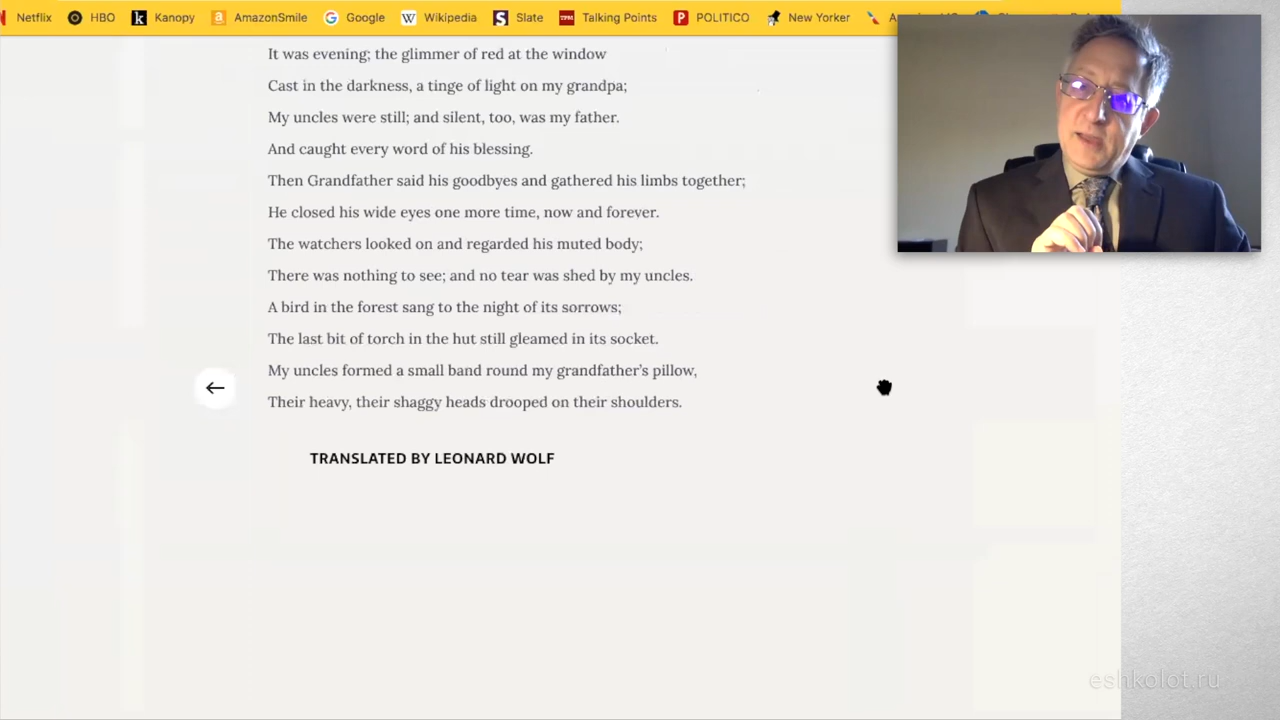 Netflix HBO Kanopy AmazonSmile Google Wikipedia Slate Talking Points POLITICO New Yorker
It was evening; the glimmer of red at the window
Cast in the darkness, a tinge of light on my grandpa;
My uncles were still; and silent, too, was my father.
And caught every word of his blessing.
Then Grandfather said his goodbyes and gathered his limbs together;
He closed his wide eyes one more time, now and forever.
The watchers looked on and regarded his muted body;
There was nothing to see; and no tear was shed by my uncles.
A bird in the forest sang to the night of its sorrows;
The last bit of torch in the hut still gleamed in its socket.
My uncles formed a small band round my grandfather’s pillow,
Their heavy, their shaggy heads drooped on their shoulders.
TRANSLATED BY LEONARD WOLF
eshkolot.ru